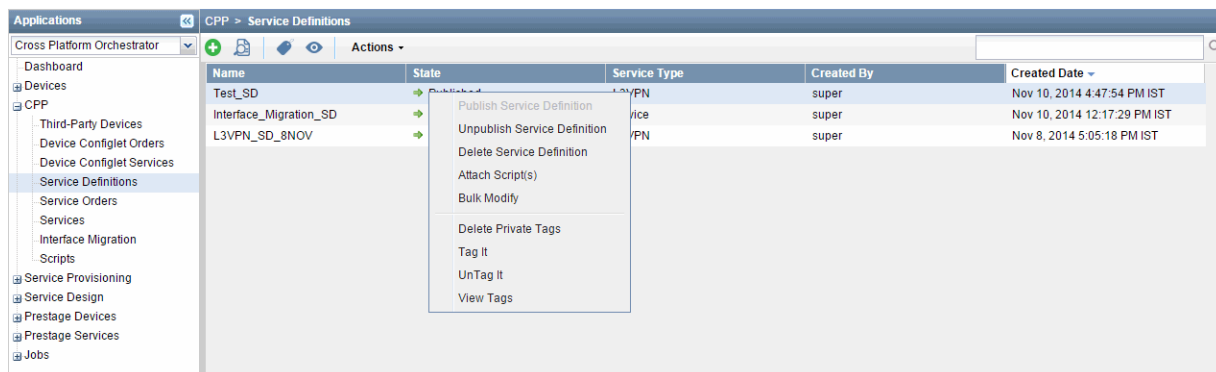 Applications
CPP > Service Definitions
Cross Platform Orchestrator
Actions
Dashboard
Devices
CPP
Third-Party Devices
Device Configlet Orders
Device Configlet Services
Service Definitions
Service Orders
Services
Interface Migration
Scripts
Service Provisioning
Service Design
Prestage Devices
Prestage Services
Jobs
Name State Service Type Created By Created Date
Test_SD Published L3VPN super Nov 10, 2014 4:47:54 PM IST
Interface_Migration_SD vice super Nov 10, 2014 12:17:29 PM IST
L3VPN_SD_8NOV VPN super Nov 8, 2014 5:05:18 PM IST
Publish Service Definition
Unpublish Service Definition
Delete Service Definition
Attach Script(s)
Bulk Modify
Delete Private Tags
Tag It
UnTag It
View Tags